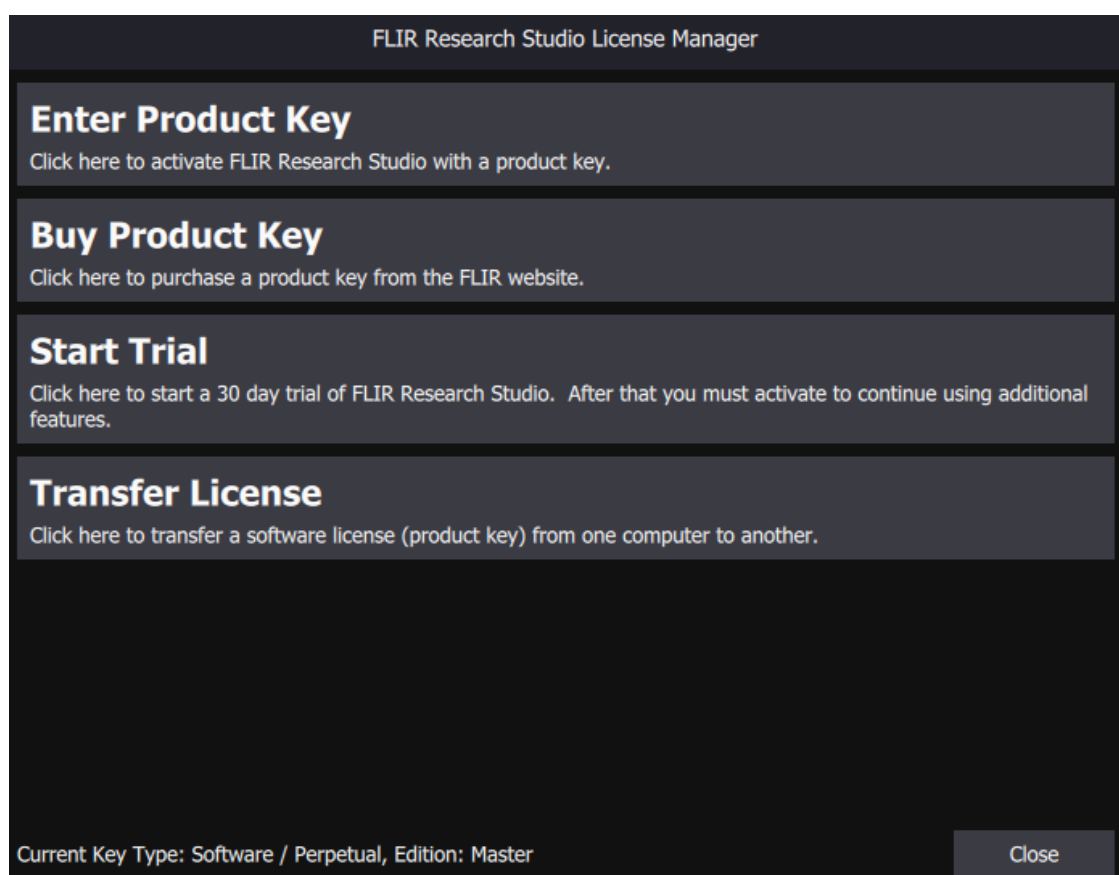 FLIR Research Studio License Manager
Enter Product Key
Click here to activate FLIR Research Studio with a product key.
Buy Product Key
Click here to purchase a product key from the FLIR website.
Start Trial
Click here to start a 30 day trial of FLIR Research Studio.  After that you must activate to continue using additional
features.
Transfer License
Click here to transfer a software license (product key) from one computer to another.
Current Key Type: Software / Perpetual, Edition: Master
Close